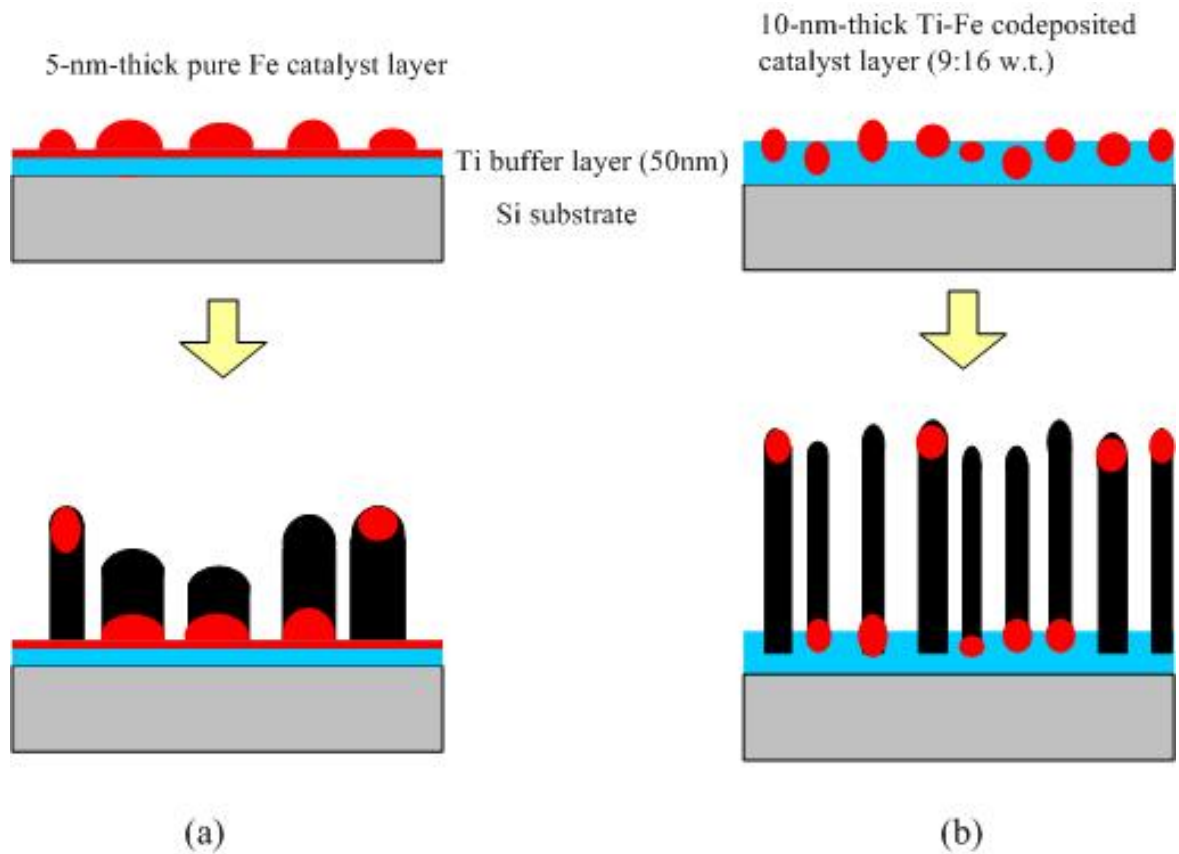 5-nm-thick pure Fe catalyst layer
10-nm-thick Ti-Fe codeposited
catalyst layer (9:16 w.t.)
Ti buffer layer (50nm)
Si substrate
(a)
(b)